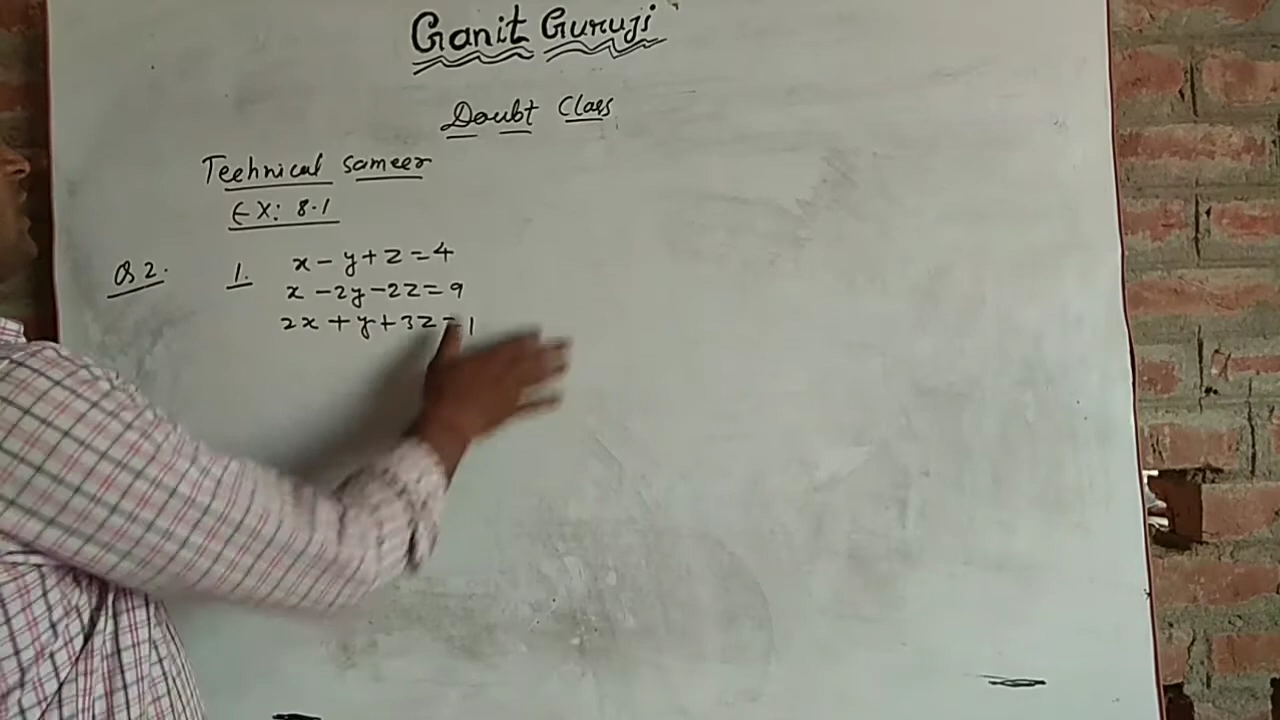 Ganit Guruji
Doubt Class
Technical Sameer
EX: 8.1
Q 2. 1. x - y + z = 4
x - 2y - 2z = 9
2x + y + 3z = 1